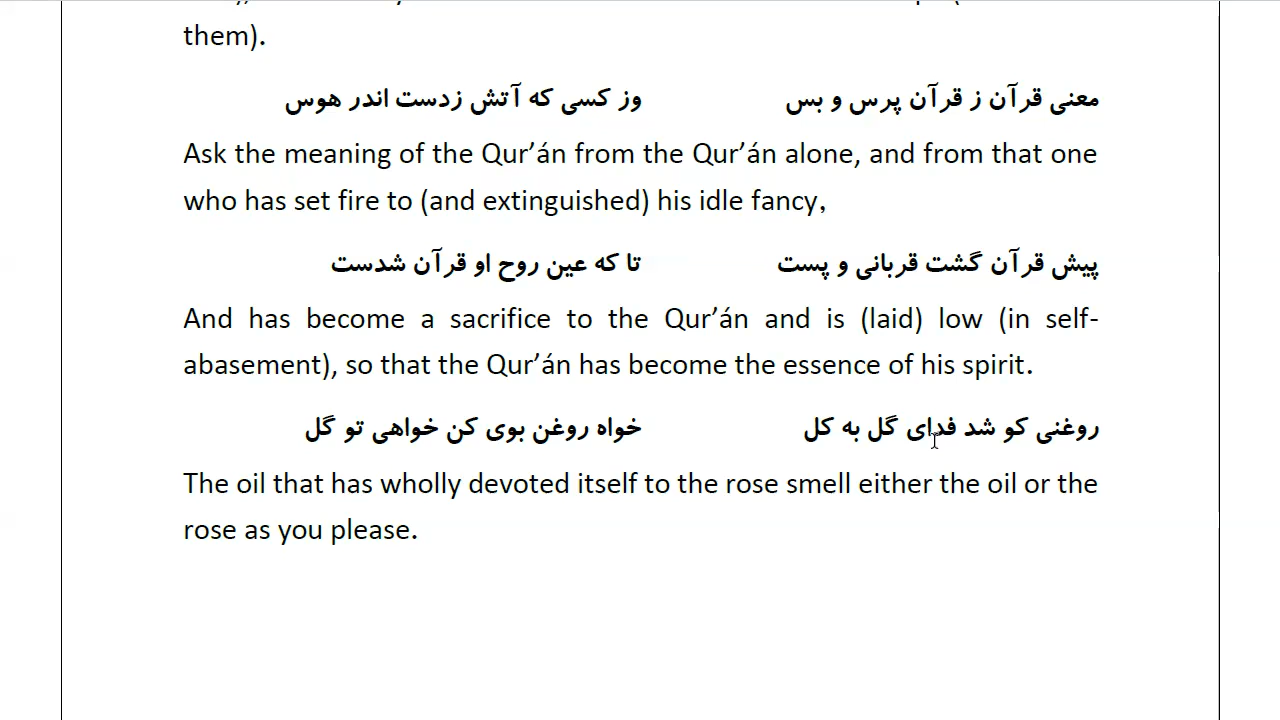 them).
معنی قرآن ز قرآن پرس و بس وز کسی که آتش زدست اندر هوس
Ask the meaning of the Qur’án from the Qur’án alone, and from that one
who has set fire to (and extinguished) his idle fancy,
پیش قرآن گشت قربانی و پست تا که عین روح او قرآن شدست
And has become a sacrifice to the Qur’án and is (laid) low (in self-
abasement), so that the Qur’án has become the essence of his spirit.
روغنی کو شد فدای گل به کل خواه روغن بوی کن خواهی تو گل
The oil that has wholly devoted itself to the rose smell either the oil or the
rose as you please.